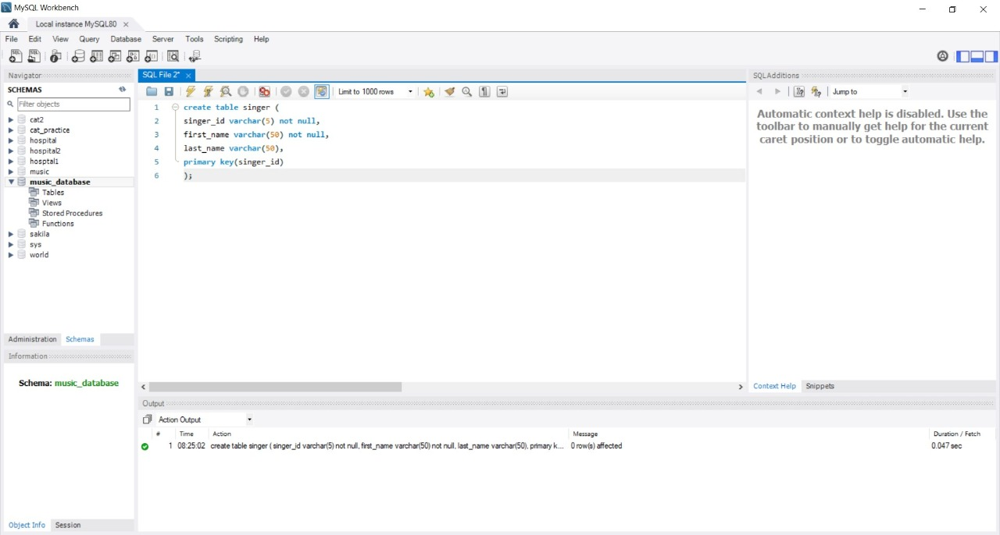 MySQL Workbench
Local instance MySQL80
File Edit View Query Database Server Tools Scripting Help
Navigator
SCHEMAS
Filter objects
cat2
cat_practice
hospital
hospital2
hosptal1
music
music_database
Tables
Views
Stored Procedures
Functions
sakila
sys
world
Administration Schemas
Information
Schema: music_database
Object Info Session
SQL File 2*
Limit to 1000 rows
1 create table singer (
2 singer_id varchar(5) not null,
3 first_name varchar(50) not null,
4 last_name varchar(50),
5 primary key(singer_id)
6 );
SQLAdditions
Jump to
Automatic context help is disabled. Use the
toolbar to manually get help for the current
caret position or to toggle automatic help.
Context Help Snippets
Output
Action Output
# Time Action Message Duration / Fetch
1 08:25:02 create table singer ( singer_id varchar(5) not null, first_name varchar(50) not null, last_name varchar(50), primary k... 0 row(s) affected 0.047 sec